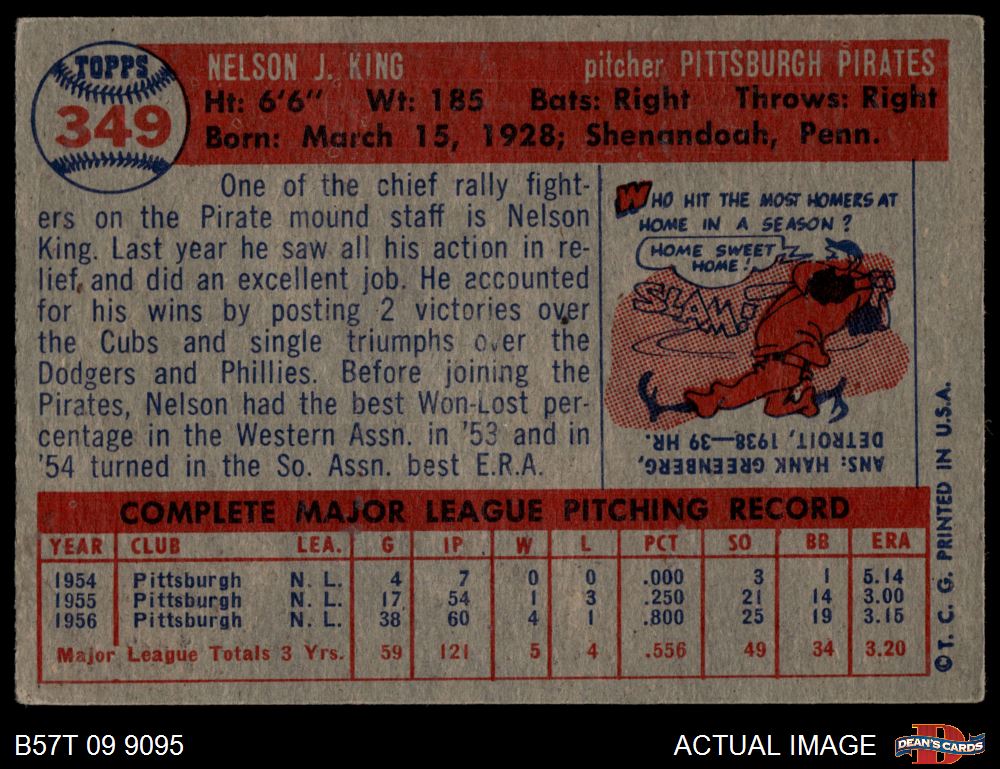 TOPPS
349
NELSON J. KING pitcher PITTSBURGH PIRATES
Ht: 6'6" Wt: 185 Bats: Right Throws: Right
Born: March 15, 1928; Shenandoah, Penn.
One of the chief rally fight-
ers on the Pirate mound staff is Nelson
King. Last year he saw all his action in re-
lief, and did an excellent job. He accounted
for his wins by posting 2 victories over
the Cubs and single triumphs over the
Dodgers and Phillies. Before joining the
Pirates, Nelson had the best Won-Lost per-
centage in the Western Assn. in '53 and in
'54 turned in the So. Assn. best E.R.A.
WHO HIT THE MOST HOMERS AT
HOME IN A SEASON?
HOME SWEET
HOME!
SLAM!
ANS: HANK GREENBERG,
DETROIT, 1938—39 HR.
COMPLETE MAJOR LEAGUE PITCHING RECORD
YEAR CLUB LEA. G IP W L PCT SO BB ERA
1954 Pittsburgh N. L. 4 7 0 0 .000 3 1 5.14
1955 Pittsburgh N. L. 17 54 1 3 .250 21 14 3.00
1956 Pittsburgh N. L. 38 60 4 1 .800 25 19 3.15
Major League Totals 3 Yrs. 59 121 5 4 .556 49 34 3.20
© T. C. G. PRINTED IN U.S.A.
B57T 09 9095
ACTUAL IMAGE
D
DEAN'S CARDS